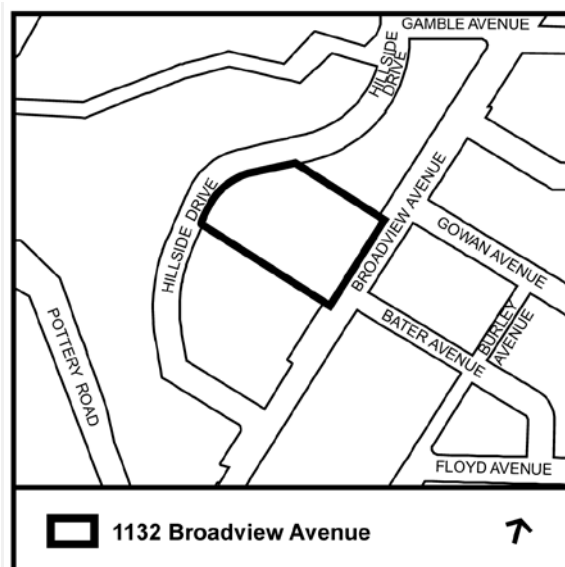 GAMBLE AVENUE
HILLSIDE
DRIVE
HILLSIDE DRIVE
BROADVIEW AVENUE
GOWAN AVENUE
BURLEY
AVENUE
BATER AVENUE
POTTERY ROAD
FLOYD AVENUE
1132 Broadview Avenue